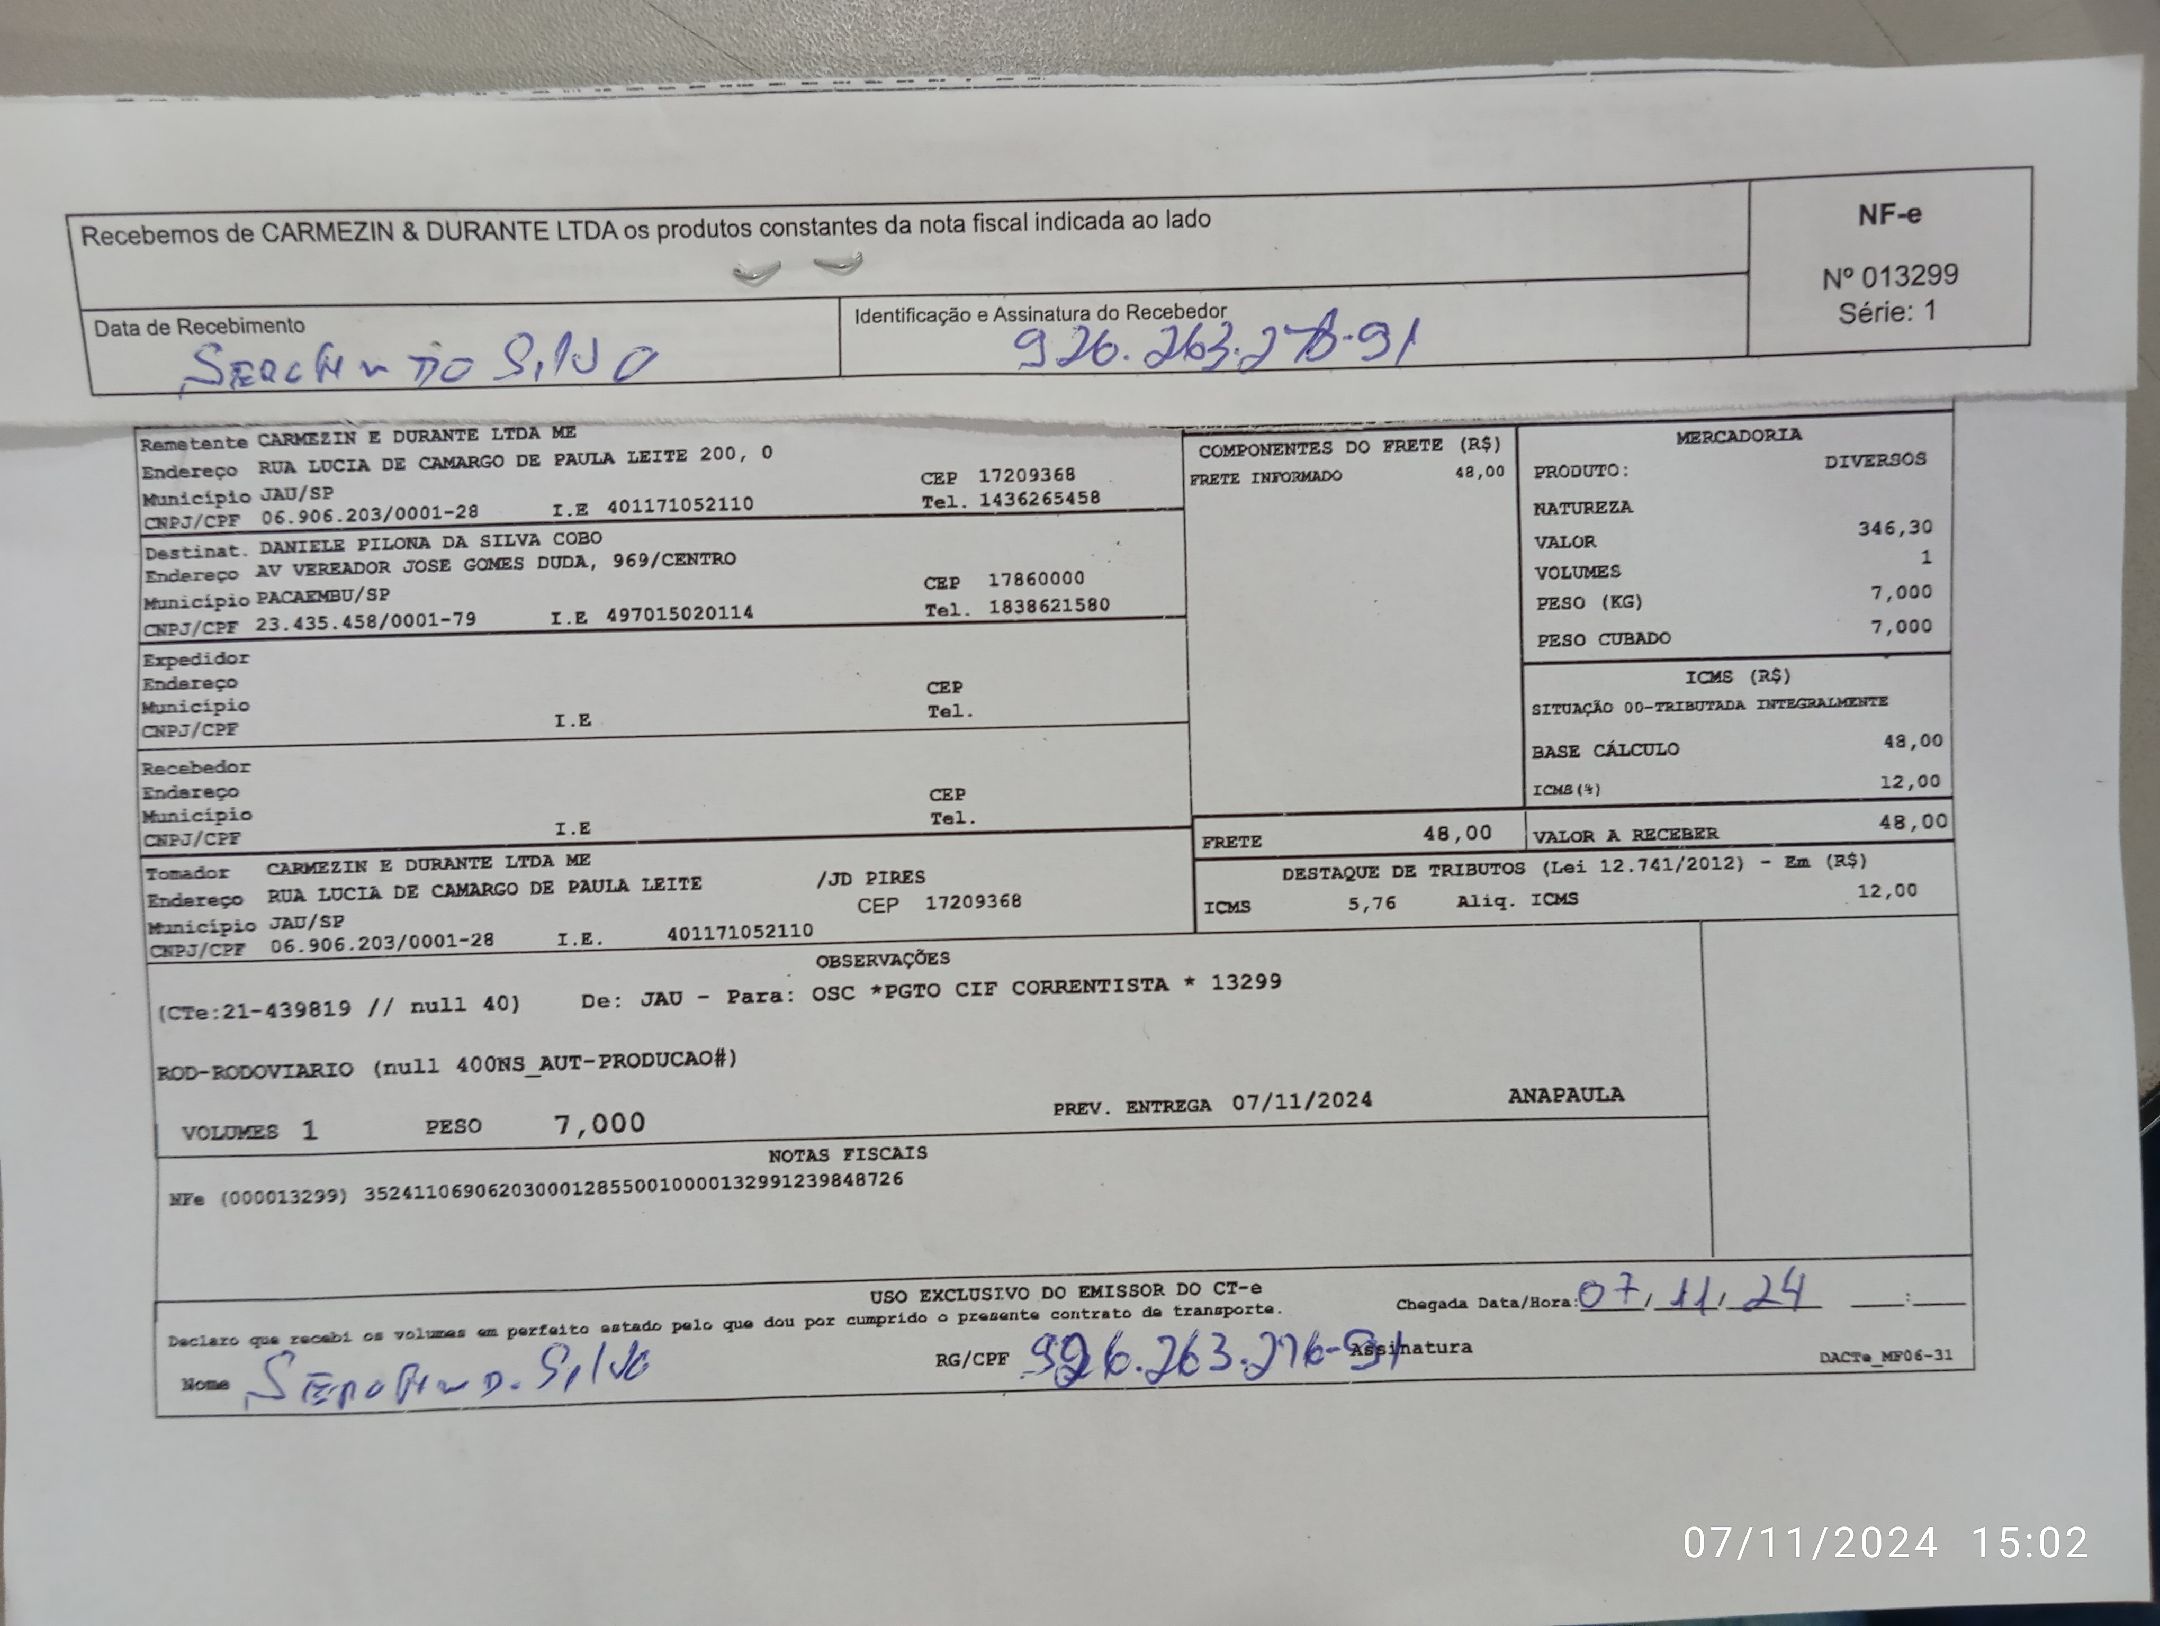 Recebemos de CARMEZIN & DURANTE LTDA os produtos constantes da nota fiscal indicada ao lado
NF-e
Nº 013299
Série: 1
Data de Recebimento
Silva
Identificação e Assinatura do Recebedor
Remetente CARMEZIN E DURANTE LTDA ME
Endereço RUA LUCIA DE CAMARGO DE PAULA LEITE 200, 0
Município JAU/SP CEP 17209368
CNPJ/CPF 06.906.203/0001-28 I.E 401171052110 Tel. 1436265458
Destinat. DANIELE PILONA DA SILVA COBO
Endereço AV VEREADOR JOSE GOMES DUDA, 969/CENTRO
Município PACAEMBU/SP CEP 17860000
CNPJ/CPF 23.435.458/0001-79 I.E 497015020114 Tel. 1838621580
Expedidor
Endereço
Município CEP
CNPJ/CPF I.E Tel.
Recebedor
Endereço
Município CEP
CNPJ/CPF I.E Tel.
Tomador CARMEZIN E DURANTE LTDA ME
Endereço RUA LUCIA DE CAMARGO DE PAULA LEITE /JD PIRES
Município JAU/SP CEP 17209368
CNPJ/CPF 06.906.203/0001-28 I.E. 401171052110
COMPONENTES DO FRETE (R$)
FRETE INFORMADO 48,00
MERCADORIA
PRODUTO: DIVERSOS
NATUREZA
VALOR 346,30
VOLUMES 1
PESO (KG) 7,000
PESO CUBADO 7,000
ICMS (R$)
SITUAÇÃO 00-TRIBUTADA INTEGRALMENTE
BASE CÁLCULO 48,00
ICMS(%) 12,00
FRETE 48,00 VALOR A RECEBER 48,00
DESTAQUE DE TRIBUTOS (Lei 12.741/2012) - Em (R$)
ICMS 5,76 Aliq. ICMS 12,00
OBSERVAÇÕES
(CTe:21-439819 // null 40) De: JAU - Para: OSC *PGTO CIF CORRENTISTA * 13299
ROD-RODOVIARIO (null 400NS_AUT-PRODUCAO#)
VOLUMES 1 PESO 7,000 PREV. ENTREGA 07/11/2024 ANAPAULA
NOTAS FISCAIS
NFe (000013299) 35241106906203000128550010000132991239848726
USO EXCLUSIVO DO EMISSOR DO CT-e
Declaro que recebi os volumes em perfeito estado pelo que dou por cumprido o presente contrato de transporte.
Chegada Data/Hora: 07/11/24 :
Nome Silva RG/CPF Assinatura
DACTe_MF06-31
07/11/2024 15:02